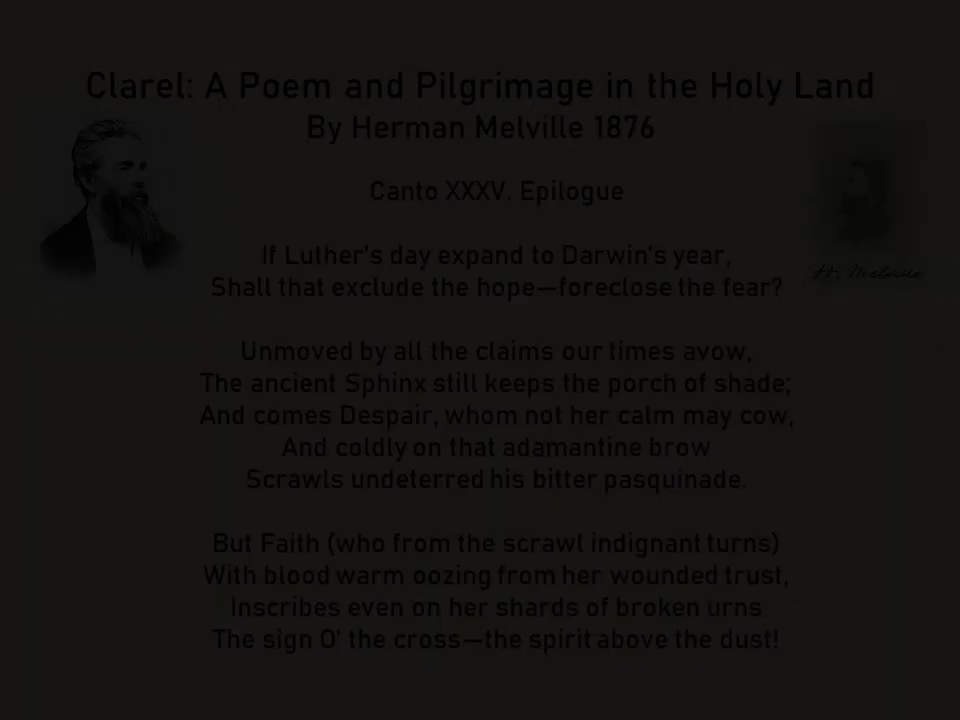 Clarel: A Poem and Pilgrimage in the Holy Land
By Herman Melville 1876
Canto XXXV. Epilogue
If Luther's day expand to Darwin's year,
Shall that exclude the hope—foreclose the fear?
Unmoved by all the claims our times avow,
The ancient Sphinx still keeps the porch of shade;
And comes Despair, whom not her calm may cow,
And coldly on that adamantine brow
Scrawls undeterred his bitter pasquinade.
But Faith (who from the scrawl indignant turns)
With blood warm oozing from her wounded trust,
Inscribes even on her shards of broken urns
The sign O' the cross—the spirit above the dust!
H. Melville